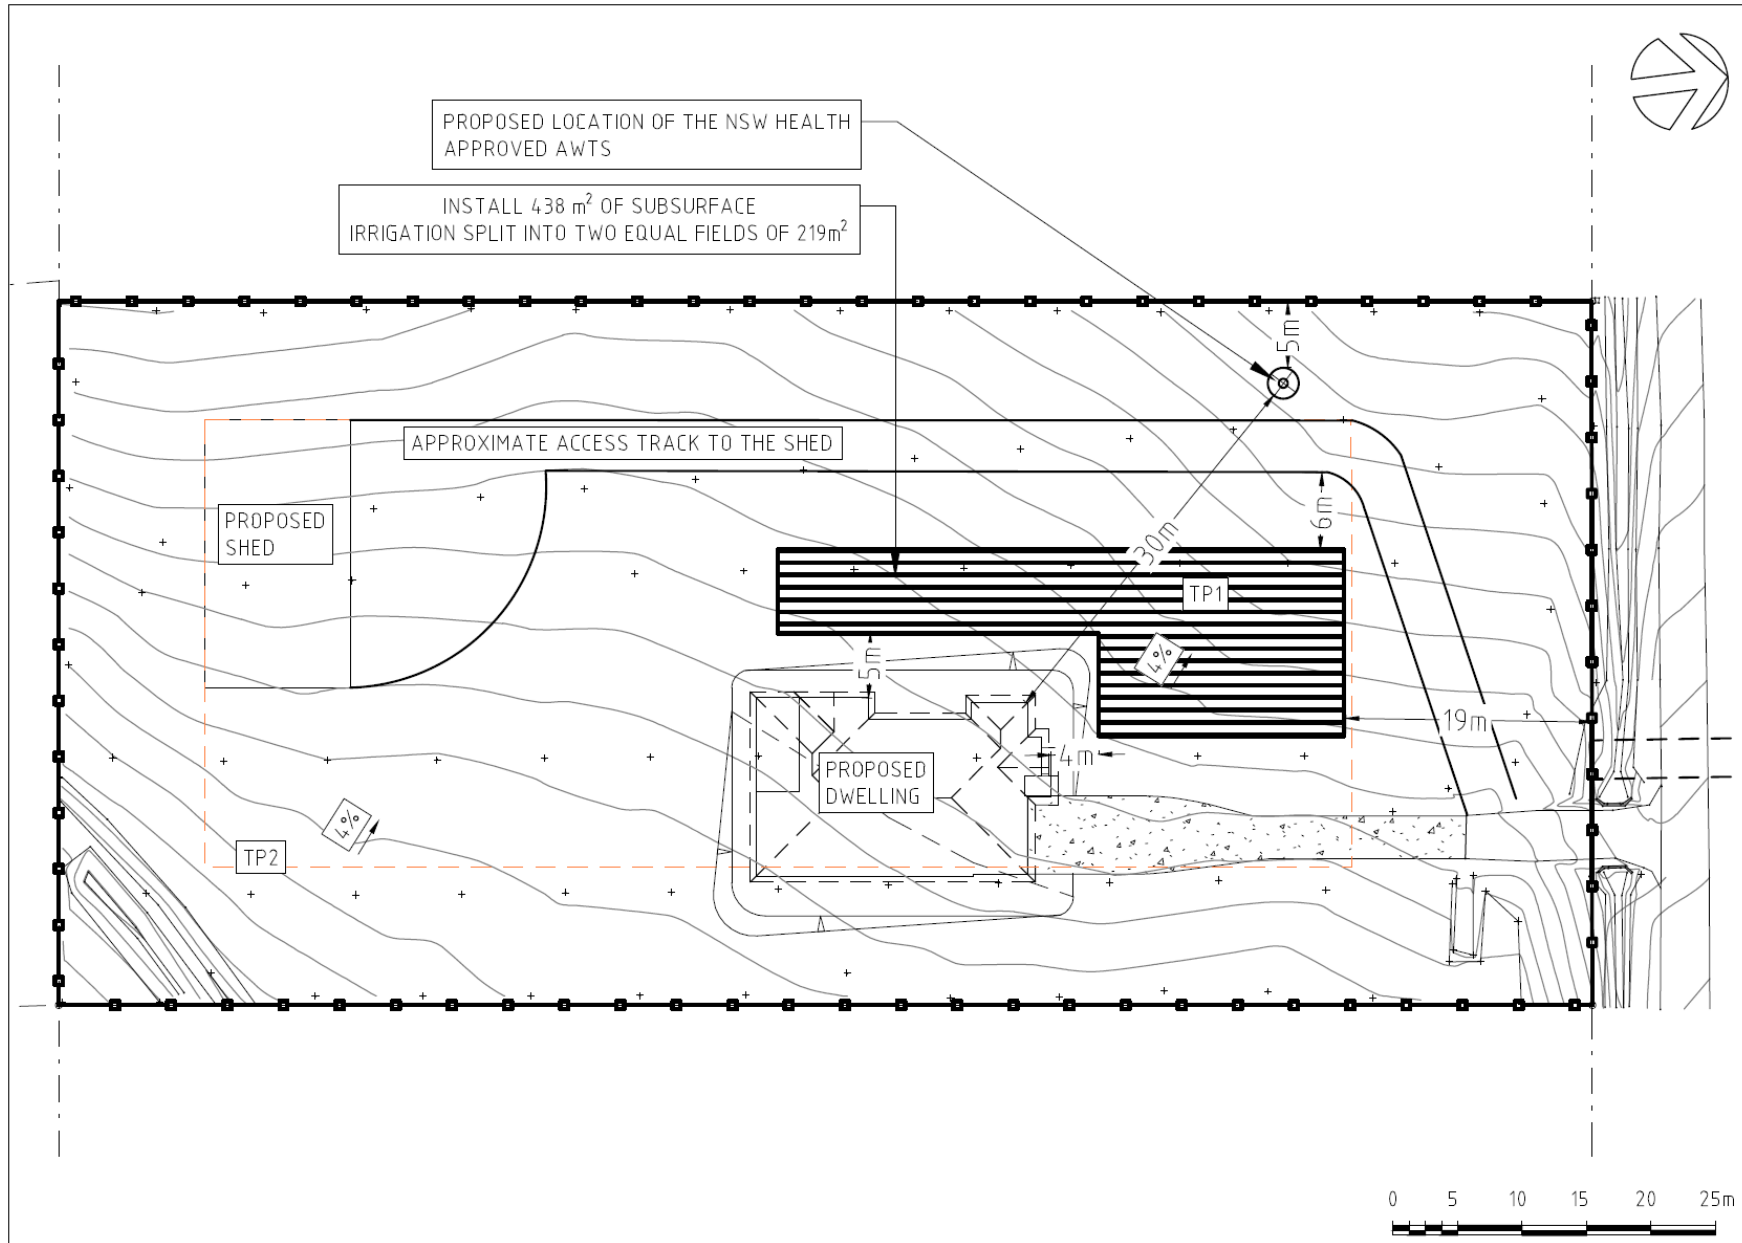 PROPOSED LOCATION OF THE NSW HEALTH
APPROVED AWTS
INSTALL 438 m² OF SUBSURFACE
IRRIGATION SPLIT INTO TWO EQUAL FIELDS OF 219m²
5m
APPROXIMATE ACCESS TRACK TO THE SHED
PROPOSED
SHED
6m
30m
TP1
4%
5m
19m
4m
PROPOSED
DWELLING
4%
TP2
0 5 10 15 20 25m